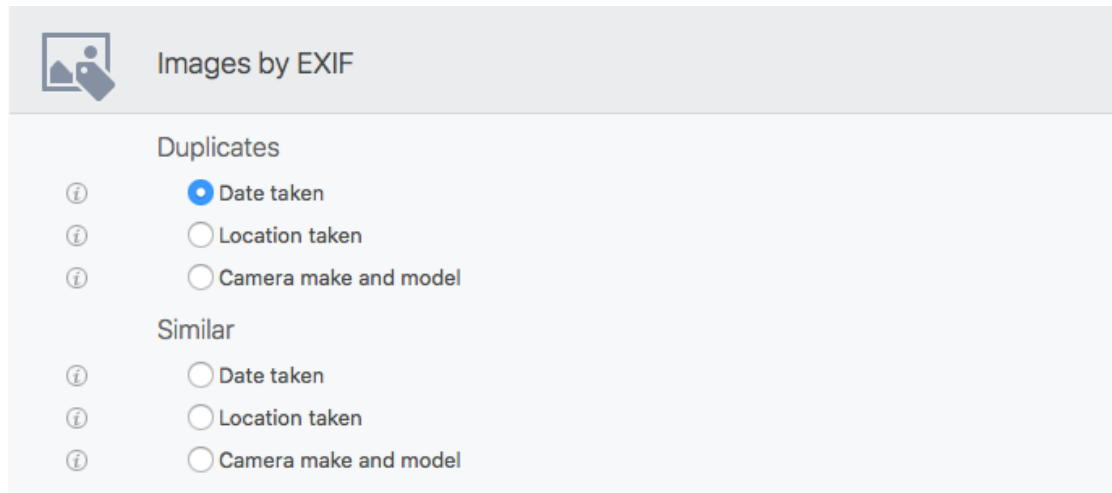 Images by EXIF
Duplicates
Date taken
Location taken
Camera make and model
Similar
Date taken
Location taken
Camera make and model